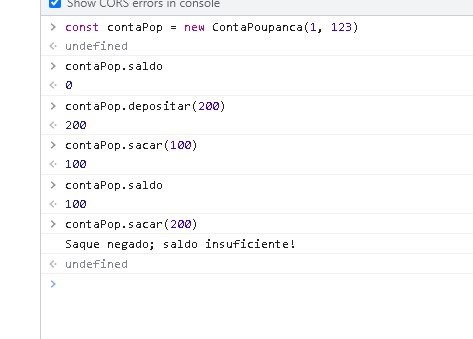 Show CORS errors in console
> const contaPop = new ContaPoupanca(1, 123)
undefined
> contaPop.saldo
0
> contaPop.depositar(200)
200
> contaPop.sacar(100)
100
> contaPop.saldo
100
> contaPop.sacar(200)
Saque negado; saldo insuficiente!
undefined
>